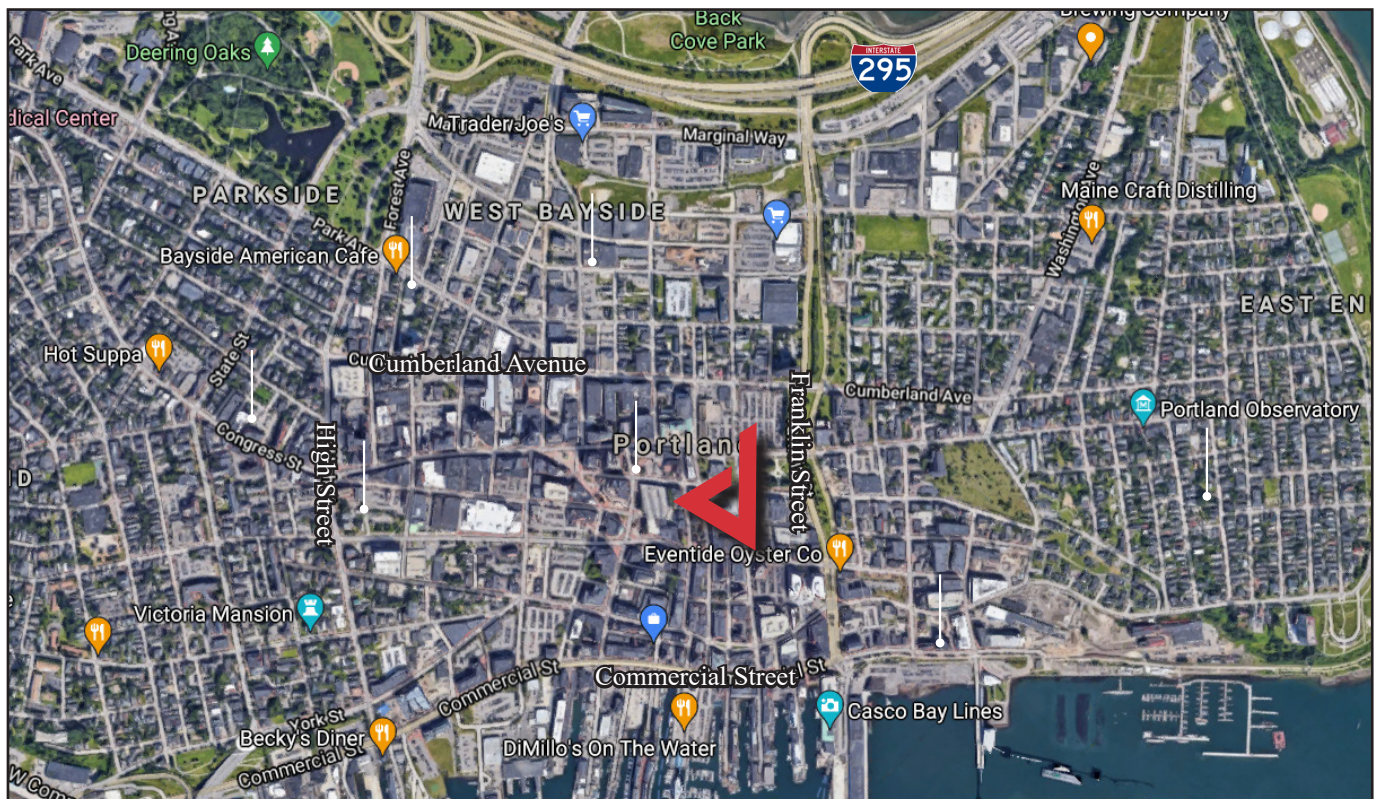 Back
Cove Park
Brewing Company
Deering Oaks
INTERSTATE
295
Park Ave
dical Center
Trader Joe's
Marginal Way
Forest Ave
PARKSIDE
WEST BAYSIDE
Washington Ave
Maine Craft Distilling
Park Ave
Bayside American Cafe
EAST EN
State St
Hot Suppa
Cumberland Avenue
Cumberland Ave
Franklin Street
Portland Observatory
High Street
Congress St
Portland
D
Eventide Oyster Co
Victoria Mansion
Commercial St
Commercial Street
York St
Becky's Diner
Casco Bay Lines
DiMillo's On The Water
Commercial St
W Com